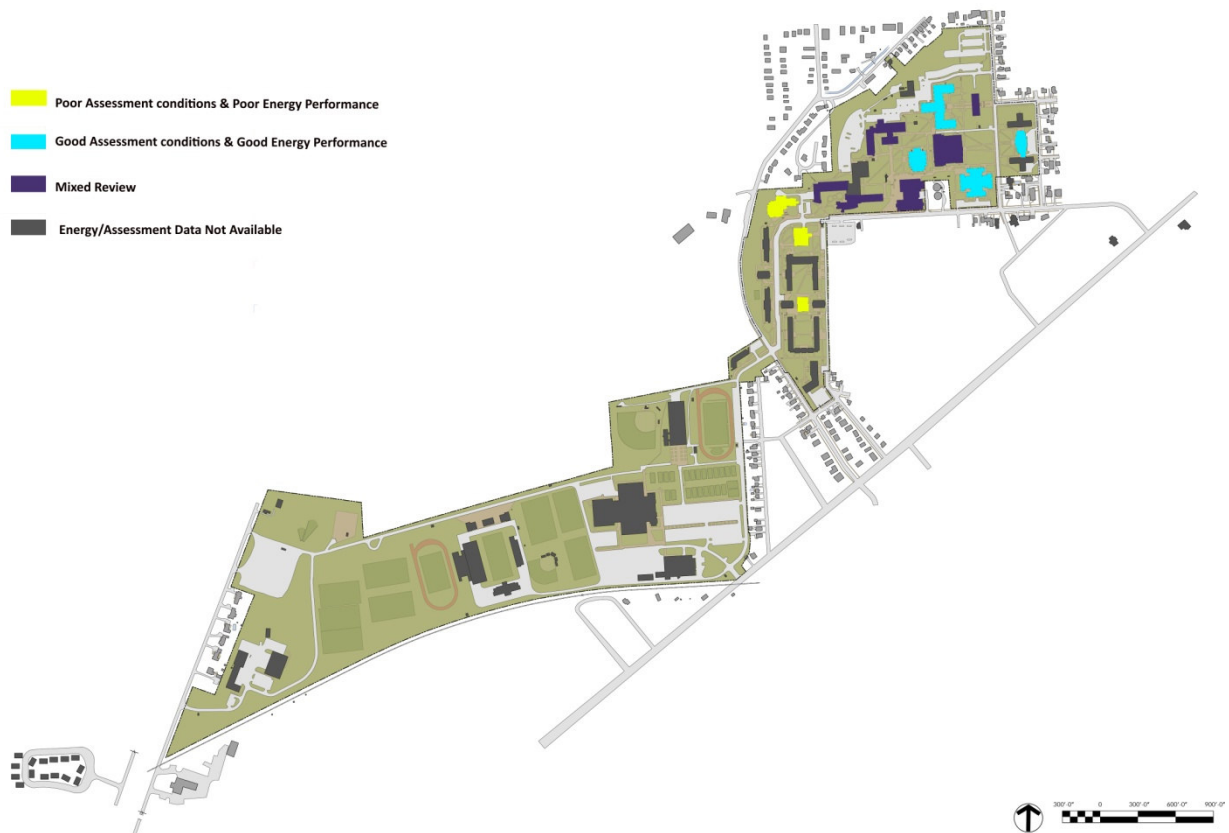 Poor Assessment conditions & Poor Energy Performance
Good Assessment conditions & Good Energy Performance
Mixed Review
Energy/Assessment Data Not Available
300'-0" 0 300'-0" 600'-0" 900'-0"